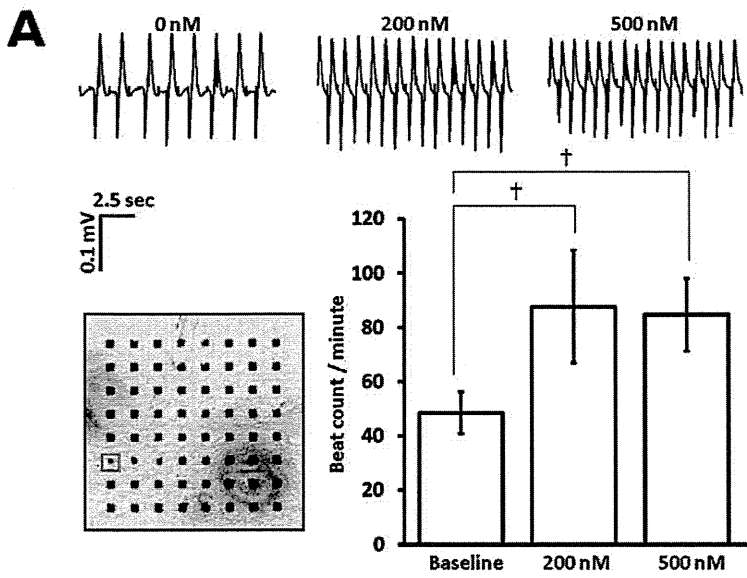 A
0 nM
200 nM
500 nM
2.5 sec
0.1 mV
†
†
Beat count / minute
120
100
80
60
40
20
0
Baseline
200 nM
500 nM